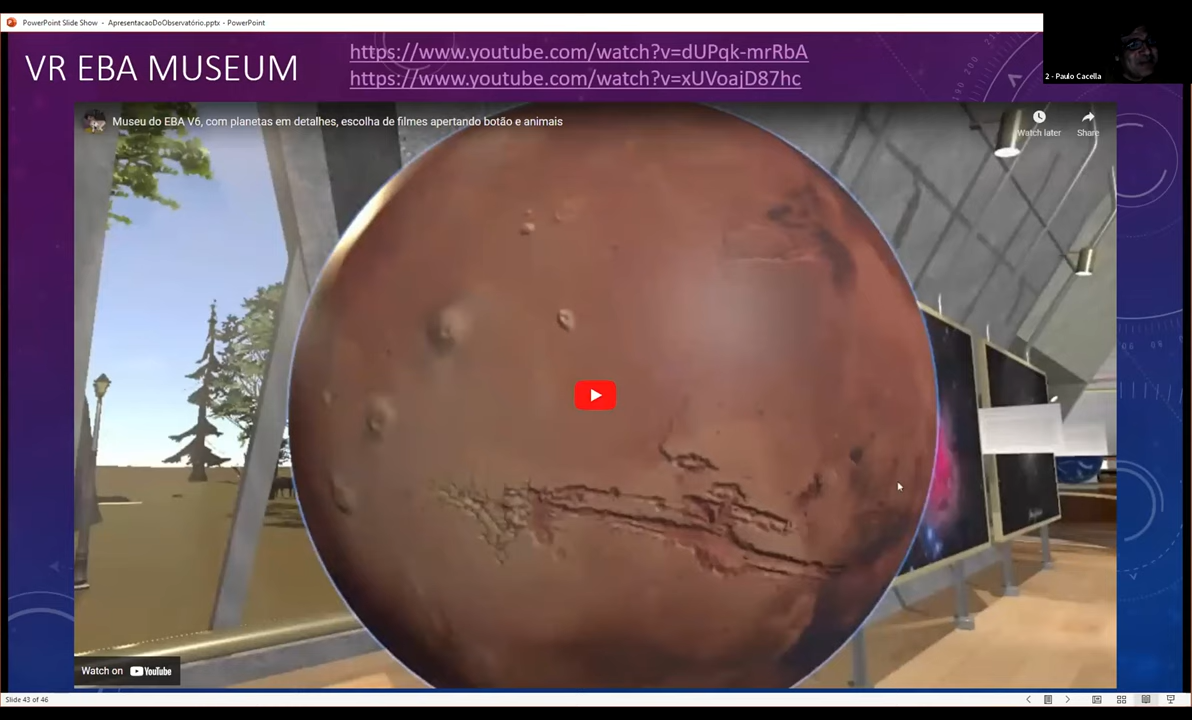 PowerPoint Slide Show - ApresentacaoDoObservatório.pptx - PowerPoint
2 - Paulo Cacella
VR EBA MUSEUM
https://www.youtube.com/watch?v=dUPqk-mrRbA
https://www.youtube.com/watch?v=xUVoajD87hc
Museu do EBA V6, com planetas em detalhes, escolha de filmes apertando botão e animais
Watch later
Share
Watch on YouTube
Slide 43 of 46